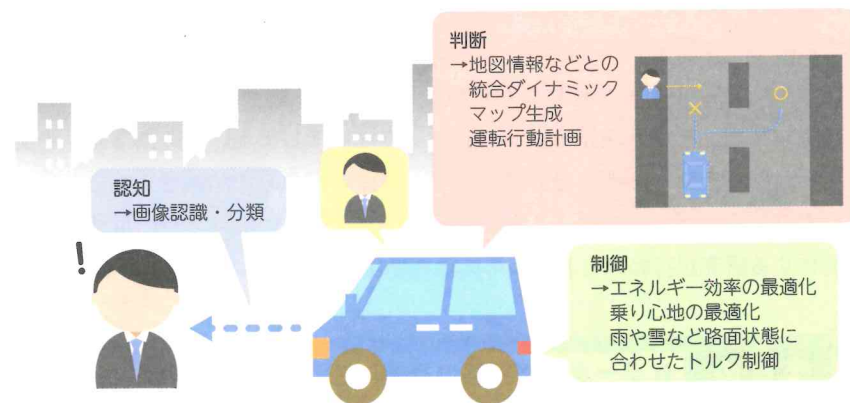 判断
→地図情報などとの
統合ダイナミック
マップ生成
運転行動計画
認知
→画像認識・分類
!
制御
→エネルギー効率の最適化
乗り心地の最適化
雨や雪など路面状態に
合わせたトルク制御